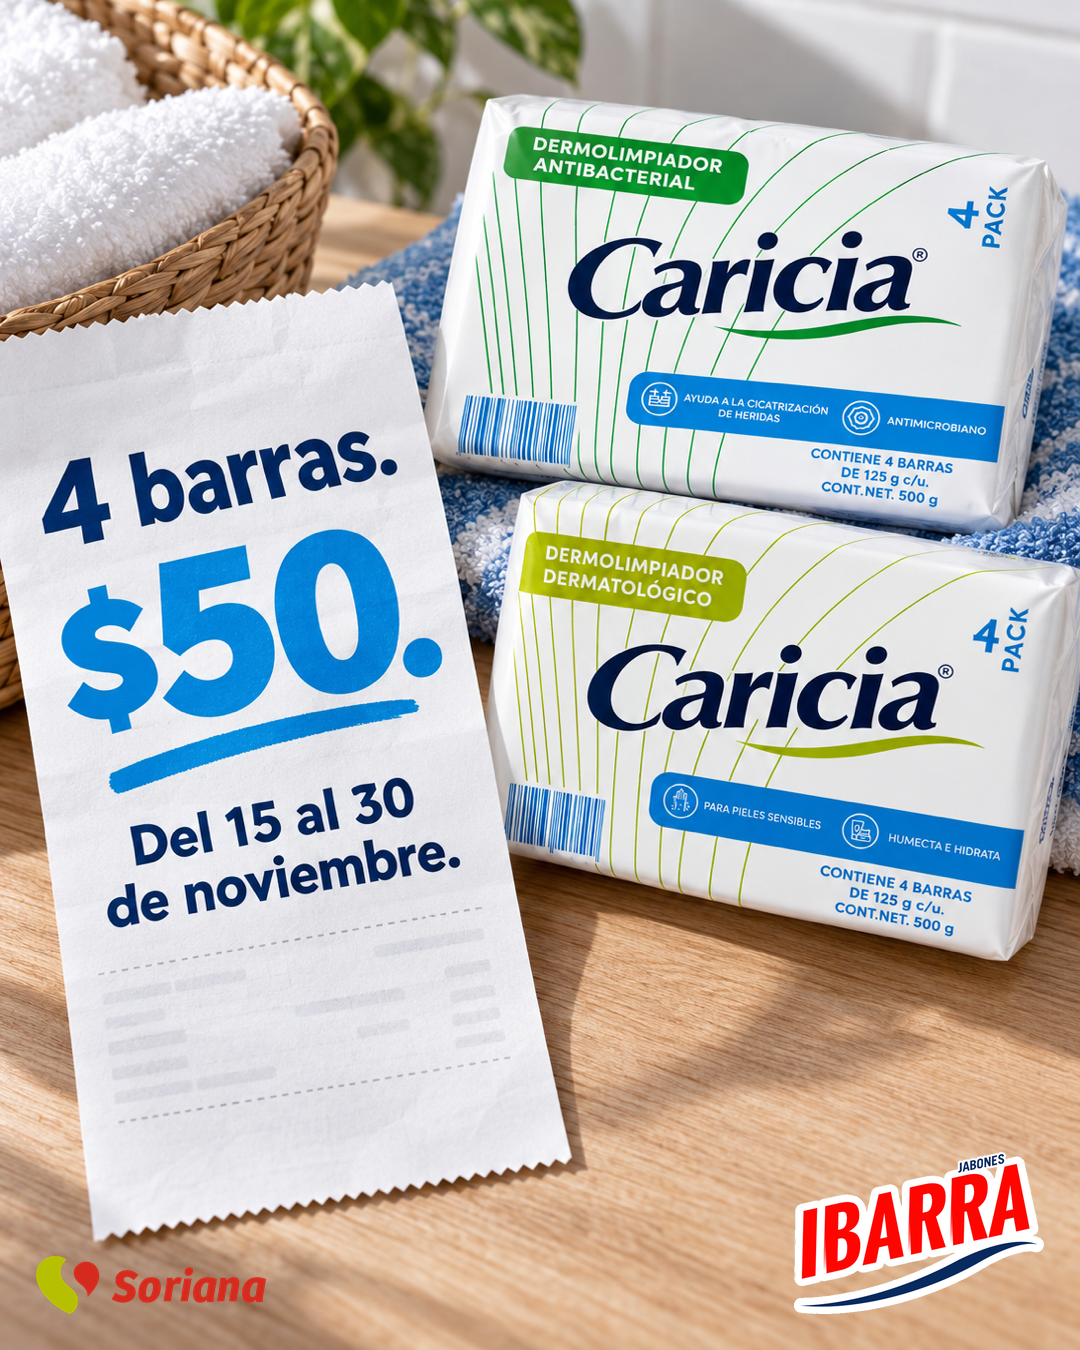 DERMOLIMPIADOR
ANTIBACTERIAL
4
PACK
Caricia®
AYUDA A LA CICATRIZACIÓN
DE HERIDAS
ANTIMICROBIANO
CONTIENE 4 BARRAS
DE 125 g c/u.
CONT.NET. 500 g
4 barras.
$50.
Del 15 al 30
de noviembre.
DERMOLIMPIADOR
DERMATOLÓGICO
4
PACK
Caricia®
PARA PIELES SENSIBLES
HUMECTA E HIDRATA
CONTIENE 4 BARRAS
DE 125 g c/u.
CONT.NET. 500 g
Soriana
JABONES
IBARRA